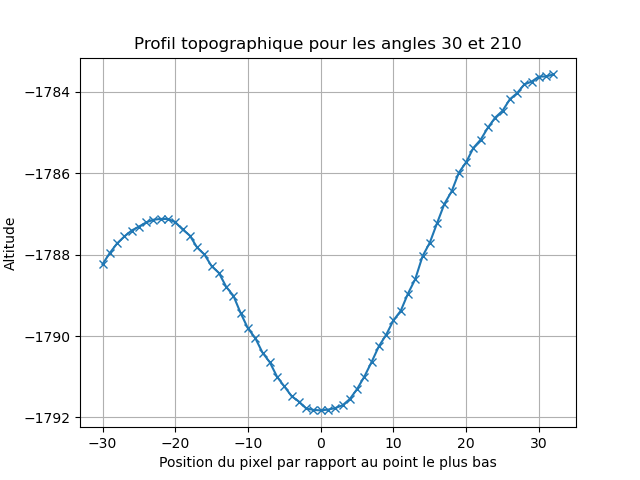 Profil topographique pour les angles 30 et 210
−1784
−1786
−1788
−1790
−1792
Altitude
−30 −20 −10 0 10 20 30
Position du pixel par rapport au point le plus bas